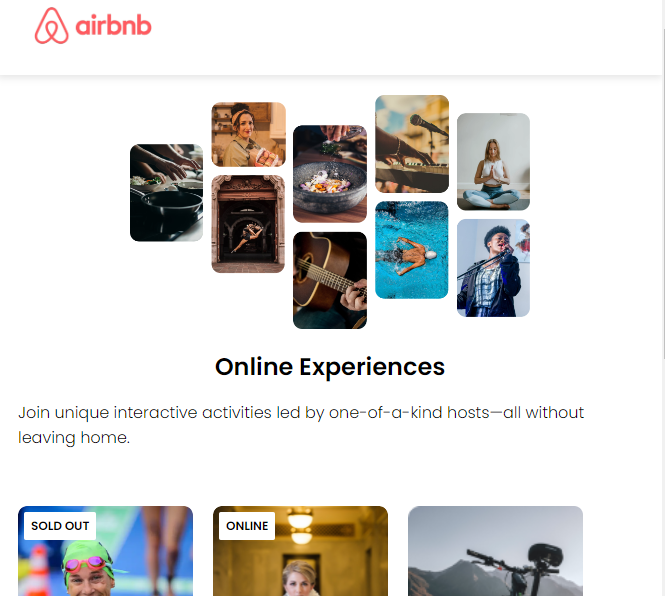 airbnb
Online Experiences
Join unique interactive activities led by one-of-a-kind hosts—all without
leaving home.
SOLD OUT
ONLINE